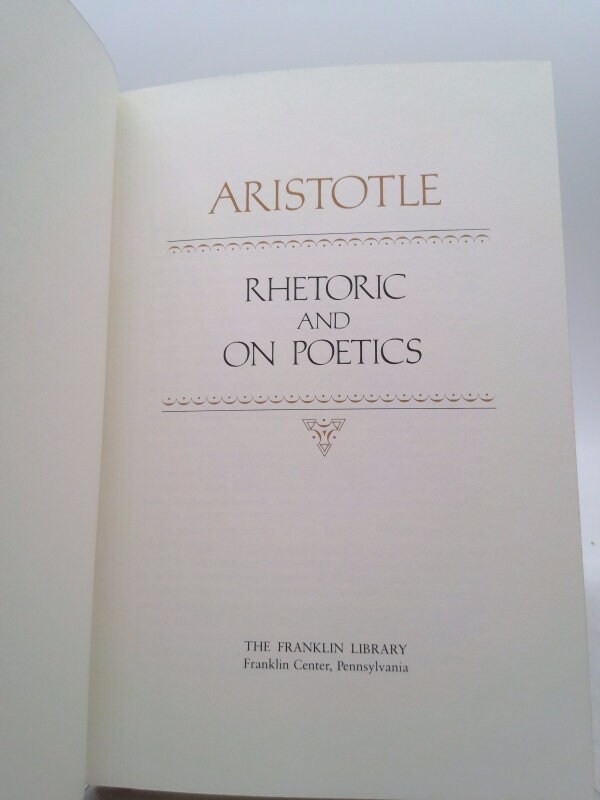 ARISTOTLE
RHETORIC
AND
ON POETICS
THE FRANKLIN LIBRARY
Franklin Center, Pennsylvania